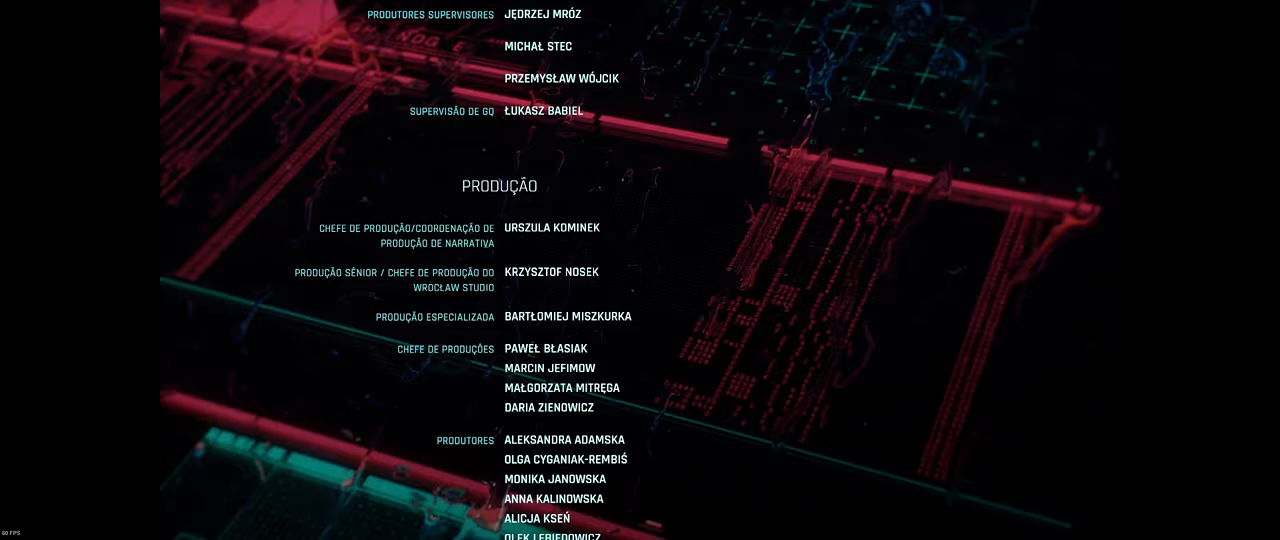 PRODUTORES SUPERVISORES JĘDRZEJ MRÓZ
MICHAŁ STEC
PRZEMYSŁAW WÓJCIK
SUPERVISÃO DE GQ ŁUKASZ BABIEL
PRODUÇÃO
CHEFE DE PRODUÇÃO/COORDENAÇÃO DE URSZULA KOMINEK
PRODUÇÃO DE NARRATIVA
PRODUÇÃO SÊNIOR / CHEFE DE PRODUÇÃO DO KRZYSZTOF NOSEK
WROCŁAW STUDIO
PRODUÇÃO ESPECIALIZADA BARTŁOMIEJ MISZKURKA
CHEFE DE PRODUÇÕES PAWEŁ BŁASIAK
MARCIN JEFIMOW
MAŁGORZATA MITRĘGA
DARIA ZIENOWICZ
PRODUTORES ALEKSANDRA ADAMSKA
OLGA CYGANIAK-REMBIŚ
MONIKA JANOWSKA
ANNA KALINOWSKA
ALICJA KSEŃ
OLEK LEBIEDOWICZ
60 FPS